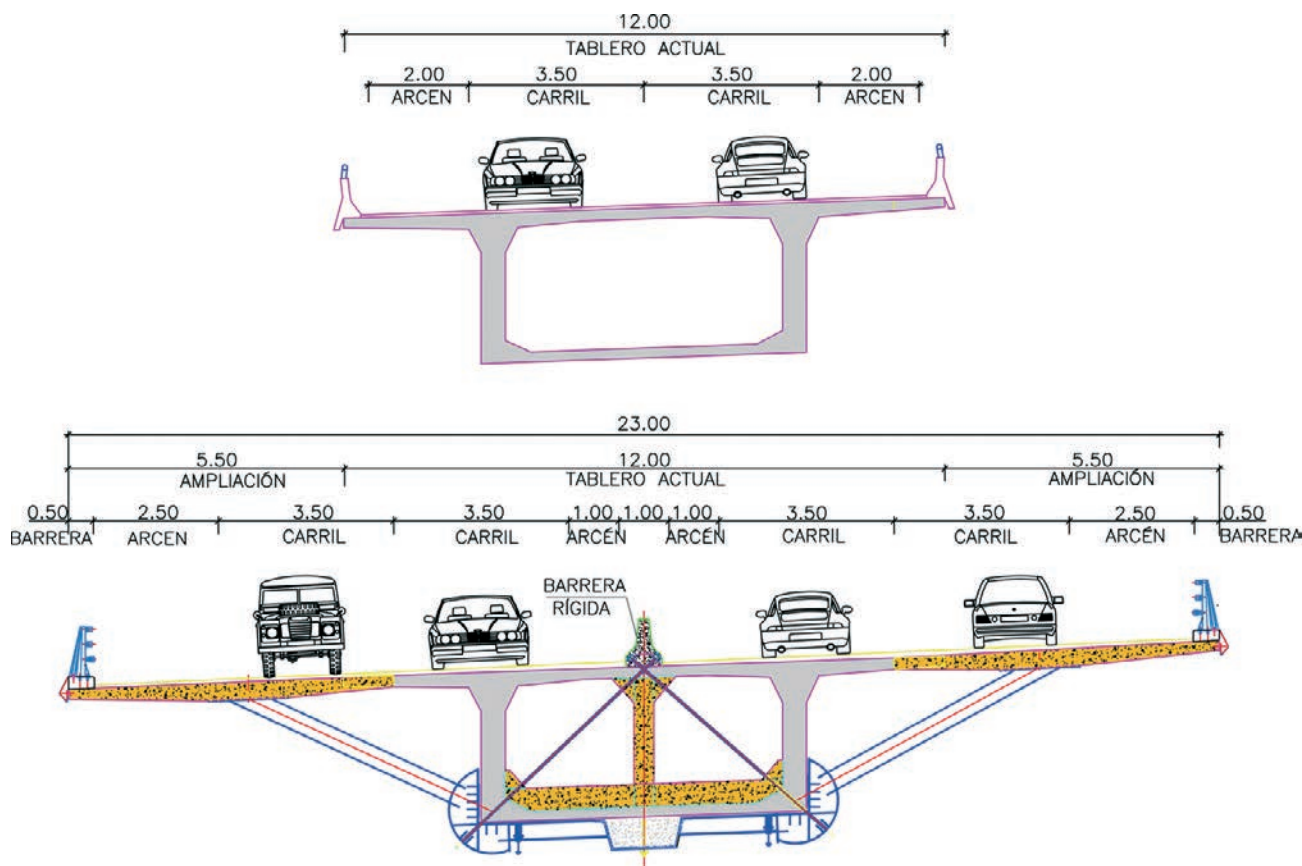 12.00
TABLERO ACTUAL
2.00 3.50 3.50 2.00
ARCEN CARRIL CARRIL ARCEN
23.00
5.50 12.00 5.50
AMPLIACIÓN TABLERO ACTUAL AMPLIACIÓN
0.50 2.50 3.50 3.50 1.00 1.00 1.00 3.50 3.50 2.50 0.50
BARRERA ARCEN CARRIL CARRIL ARCÉN ARCÉN CARRIL CARRIL ARCÉN BARRERA
BARRERA
RÍGIDA